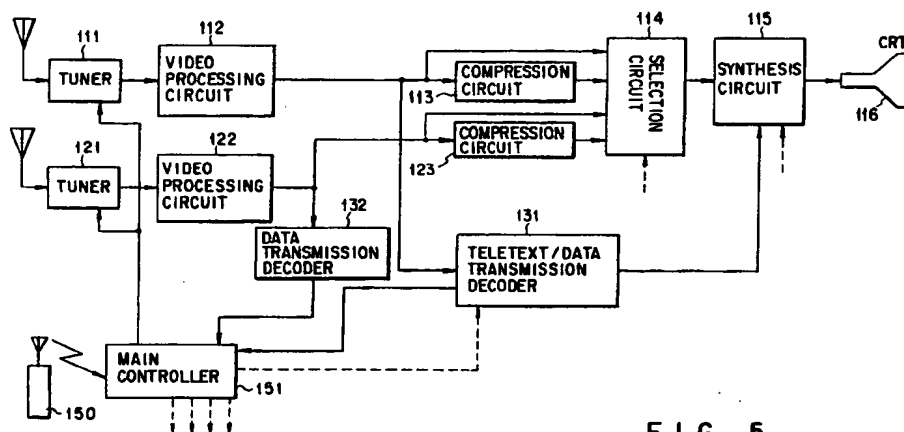 111
TUNER
112
VIDEO
PROCESSING
CIRCUIT
113
COMPRESSION
CIRCUIT
114
SELECTION
CIRCUIT
115
SYNTHESIS
CIRCUIT
CRT
116
121
TUNER
122
VIDEO
PROCESSING
CIRCUIT
COMPRESSION
CIRCUIT
123
132
DATA
TRANSMISSION
DECODER
131
TELETEXT/DATA
TRANSMISSION
DECODER
MAIN
CONTROLLER
151
150